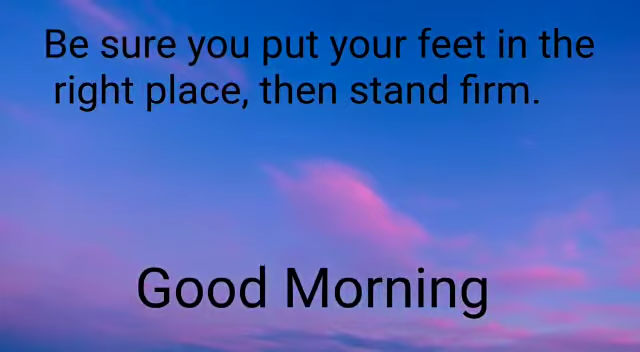 Be sure you put your feet in the
right place, then stand firm.
Good Morning